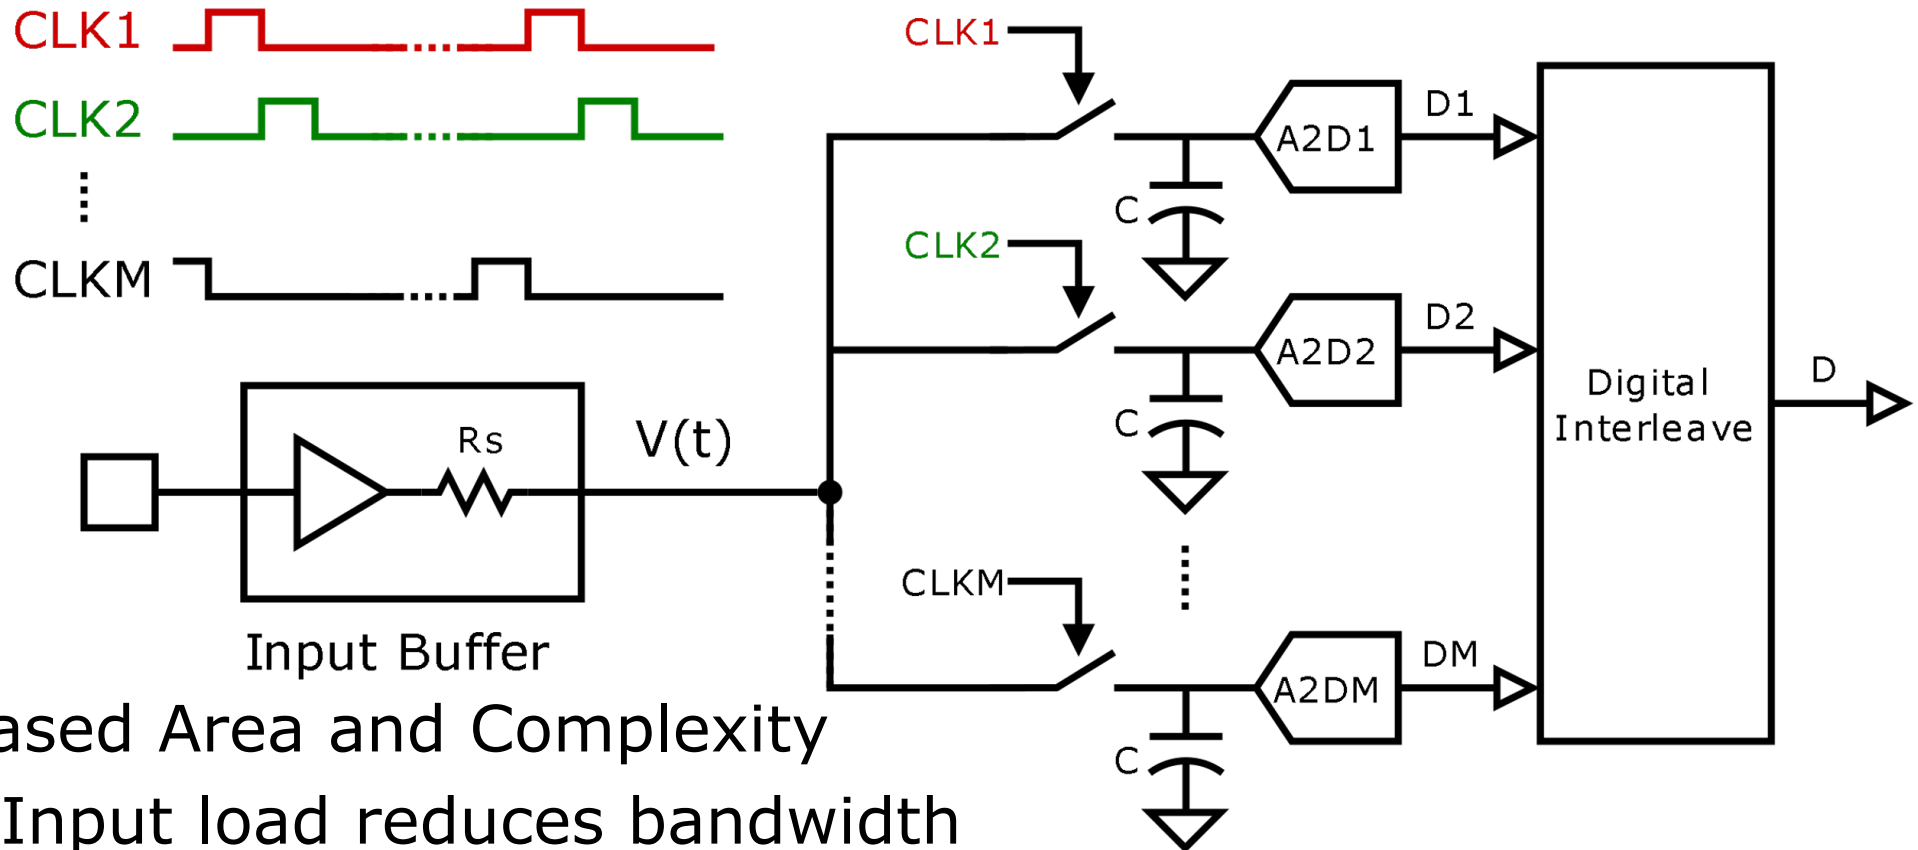 CLK1
CLK2
CLKM
CLK1
A2D1
D1
C
CLK2
A2D2
D2
C
Digital
Interleave
D
Rs
V(t)
Input Buffer
CLKM
A2DM
DM
C
ased Area and Complexity
Input load reduces bandwidth